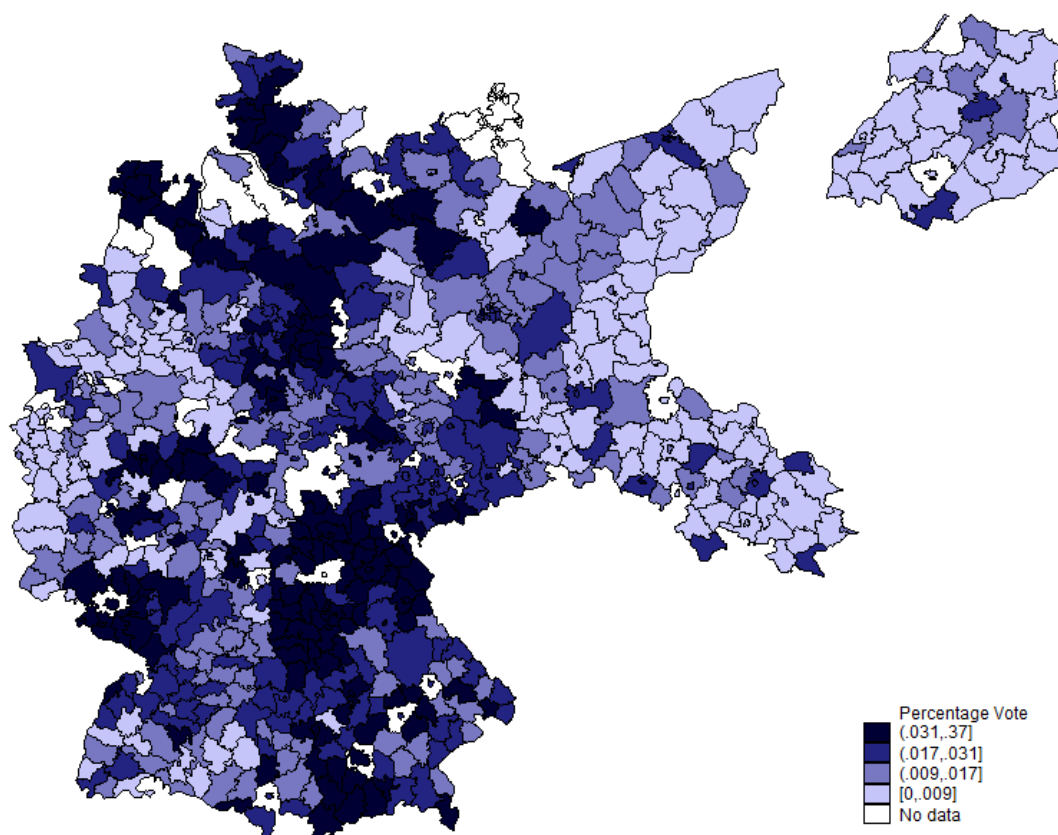 Percentage Vote
(.031,.37]
(.017,.031]
(.009,.017]
[0,.009]
No data